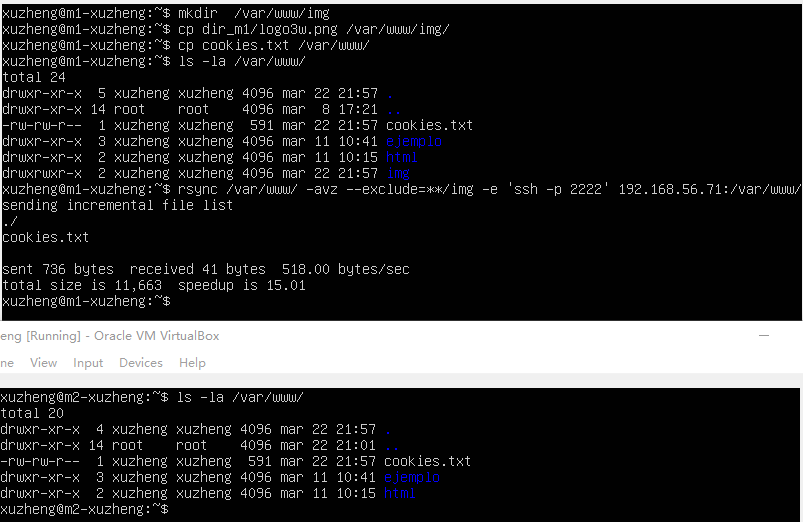 xuzheng@m1-xuzheng:~$ mkdir  /var/www/img
xuzheng@m1-xuzheng:~$ cp dir_m1/logo3w.png /var/www/img/
xuzheng@m1-xuzheng:~$ cp cookies.txt /var/www/
xuzheng@m1-xuzheng:~$ ls -la /var/www/
total 24
drwxr-xr-x  5 xuzheng xuzheng 4096 mar 22 21:57 .
drwxr-xr-x 14 root    root    4096 mar  8 17:21 ..
-rw-rw-r--  1 xuzheng xuzheng  591 mar 22 21:57 cookies.txt
drwxr-xr-x  3 xuzheng xuzheng 4096 mar 11 10:41 ejemplo
drwxr-xr-x  2 xuzheng xuzheng 4096 mar 11 10:15 html
drwxrwxr-x  2 xuzheng xuzheng 4096 mar 22 21:57 img
xuzheng@m1-xuzheng:~$ rsync /var/www/ -avz --exclude=**/img -e 'ssh -p 2222' 192.168.56.71:/var/www/
sending incremental file list
./
cookies.txt
sent 736 bytes  received 41 bytes  518.00 bytes/sec
total size is 11,663  speedup is 15.01
xuzheng@m1-xuzheng:~$
eng [Running] - Oracle VM VirtualBox
ne View Input Devices Help
xuzheng@m2-xuzheng:~$ ls -la /var/www/
total 20
drwxr-xr-x  4 xuzheng xuzheng 4096 mar 22 21:57 .
drwxr-xr-x 14 root    root    4096 mar 22 21:01 ..
-rw-rw-r--  1 xuzheng xuzheng  591 mar 22 21:57 cookies.txt
drwxr-xr-x  3 xuzheng xuzheng 4096 mar 11 10:41 ejemplo
drwxr-xr-x  2 xuzheng xuzheng 4096 mar 11 10:15 html
xuzheng@m2-xuzheng:~$